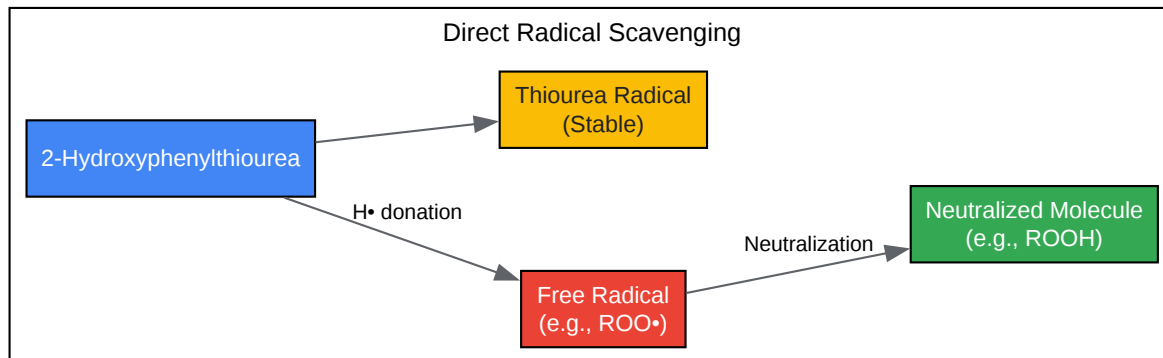 Direct Radical Scavenging
Thiourea Radical
(Stable)
2-Hydroxyphenylthiourea
H• donation
Neutralized Molecule
(e.g., ROOH)
Neutralization
Free Radical
(e.g., ROO•)